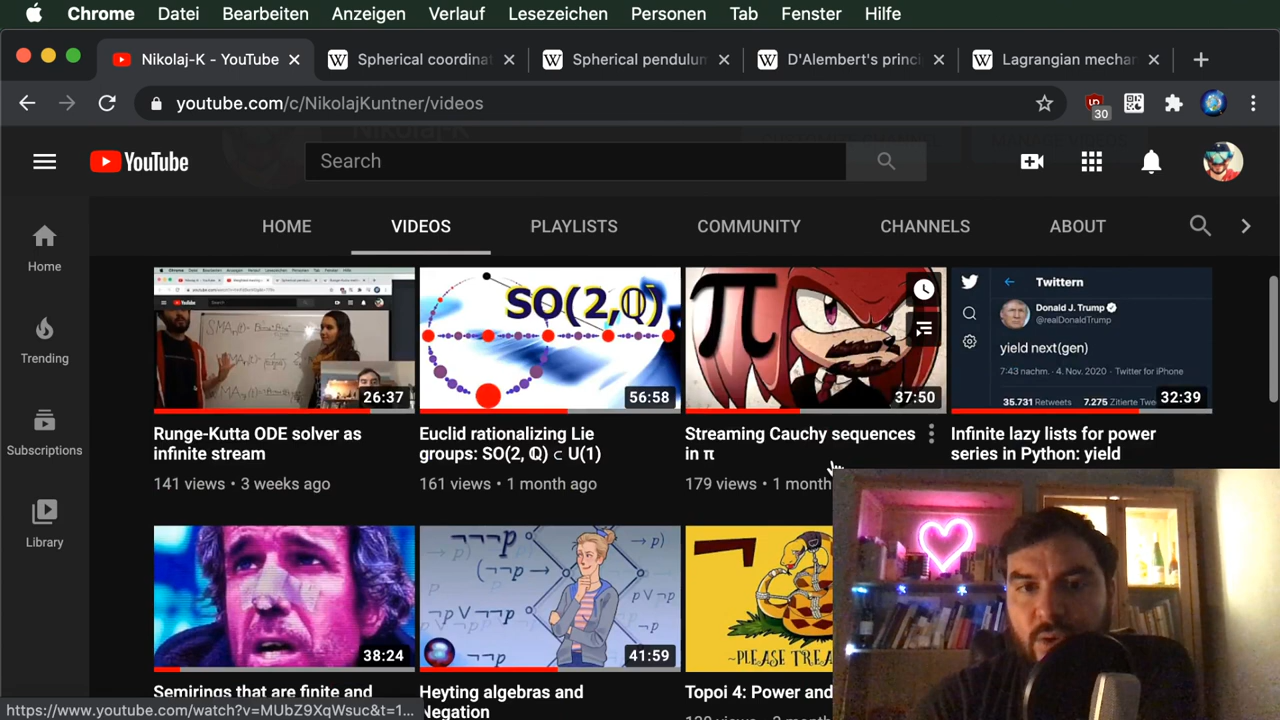 Chrome Datei Bearbeiten Anzeigen Verlauf Lesezeichen Personen Tab Fenster Hilfe
Nikolaj-K - YouTube
Spherical coordinat
Spherical pendulum
D'Alembert's princi
Lagrangian mechan
youtube.com/c/NikolajKuntner/videos
30
Nikolaj-K
YouTube
Search
HOME VIDEOS PLAYLISTS COMMUNITY CHANNELS ABOUT
Home
Trending
Subscriptions
Library
26:37
Runge-Kutta ODE solver as
infinite stream
141 views • 3 weeks ago
SO(2,ℚ)
56:58
Euclid rationalizing Lie
groups: SO(2, ℚ) ⊂ U(1)
161 views • 1 month ago
π
37:50
Streaming Cauchy sequences
in π
179 views • 1 month
Twittern
Donald J. Trump
@realDonaldTrump
yield next(gen)
7:43 nachm. · 4. Nov. 2020 · Twitter for iPhone
35.731 Retweets 7.275 Zitierte Twe
32:39
Infinite lazy lists for power
series in Python: yield
38:24
Semirings that are finite and
¬¬¬p
→ p)
(¬¬p →
p ∨ ¬p
p ∨ ¬¬p
¬p
¬¬p
41:59
Heyting algebras and
Negation
~PLEASE TREA
Topoi 4: Power and
https://www.youtube.com/watch?v=MUbZ9XqWsuc&t=1...